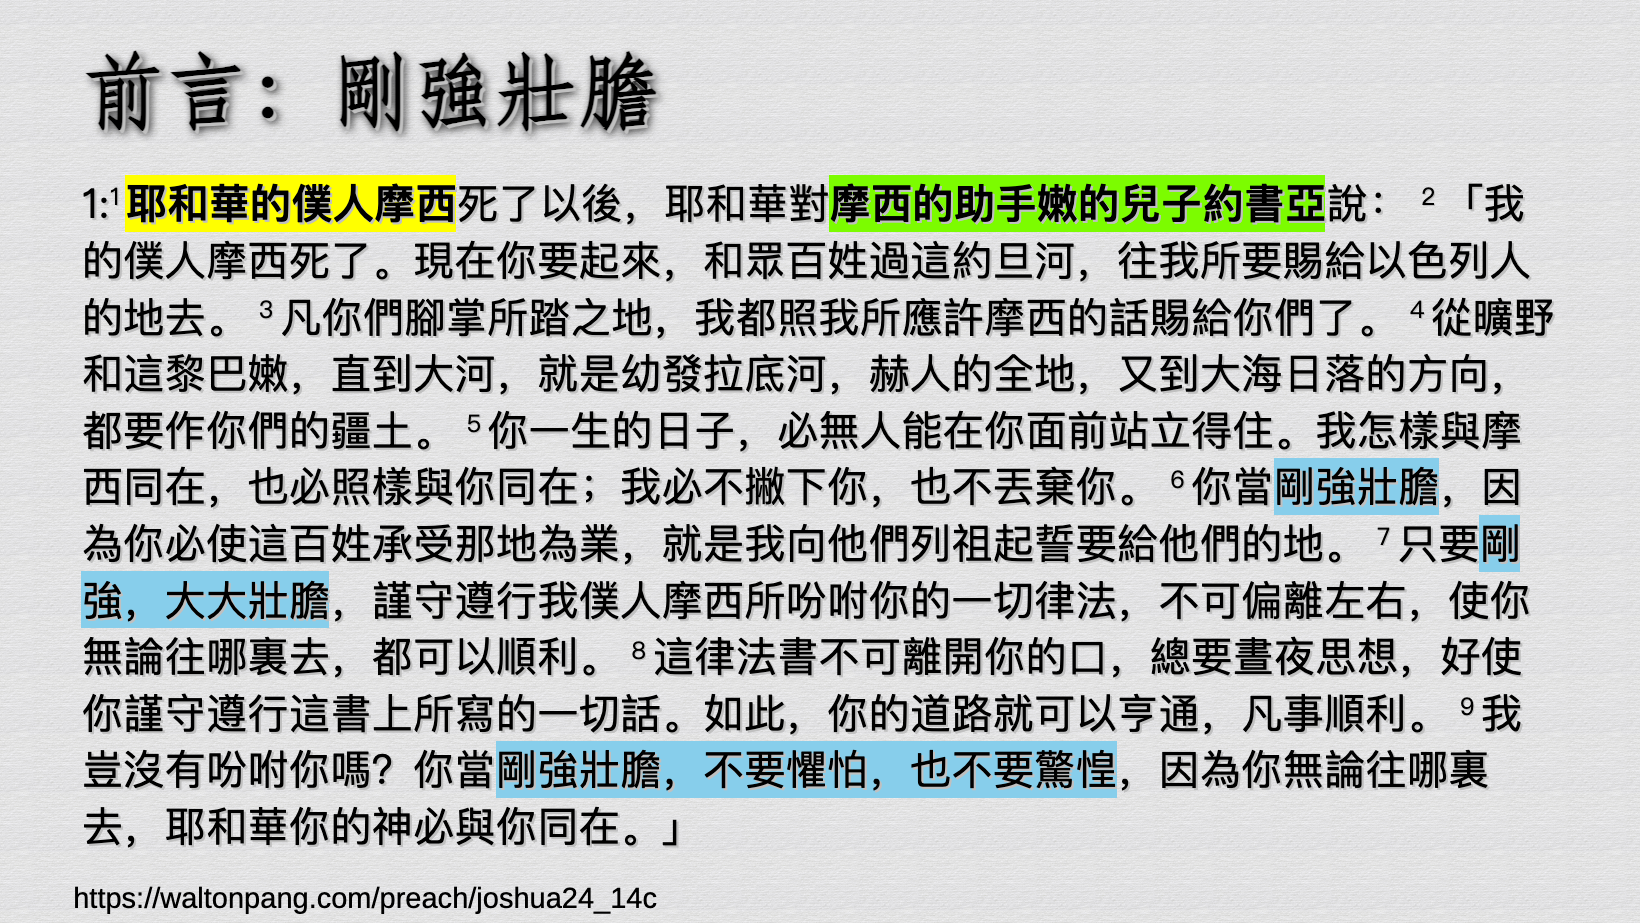 前言：剛強壯膽
1:1 耶和華的僕人摩西死了以後，耶和華對摩西的助手嫩的兒子約書亞說： 2 「我
的僕人摩西死了。現在你要起來，和眾百姓過這約旦河，往我所要賜給以色列人
的地去。 3 凡你們腳掌所踏之地，我都照我所應許摩西的話賜給你們了。 4 從曠野
和這黎巴嫩，直到大河，就是幼發拉底河，赫人的全地，又到大海日落的方向，
都要作你們的疆土。 5 你一生的日子，必無人能在你面前站立得住。我怎樣與摩
西同在，也必照樣與你同在；我必不撇下你，也不丟棄你。 6 你當剛強壯膽，因
為你必使這百姓承受那地為業，就是我向他們列祖起誓要給他們的地。 7 只要剛
強，大大壯膽，謹守遵行我僕人摩西所吩咐你的一切律法，不可偏離左右，使你
無論往哪裏去，都可以順利。 8 這律法書不可離開你的口，總要晝夜思想，好使
你謹守遵行這書上所寫的一切話。如此，你的道路就可以亨通，凡事順利。 9 我
豈沒有吩咐你嗎？你當剛強壯膽，不要懼怕，也不要驚惶，因為你無論往哪裏
去，耶和華你的神必與你同在。」
https://waltonpang.com/preach/joshua24_14c